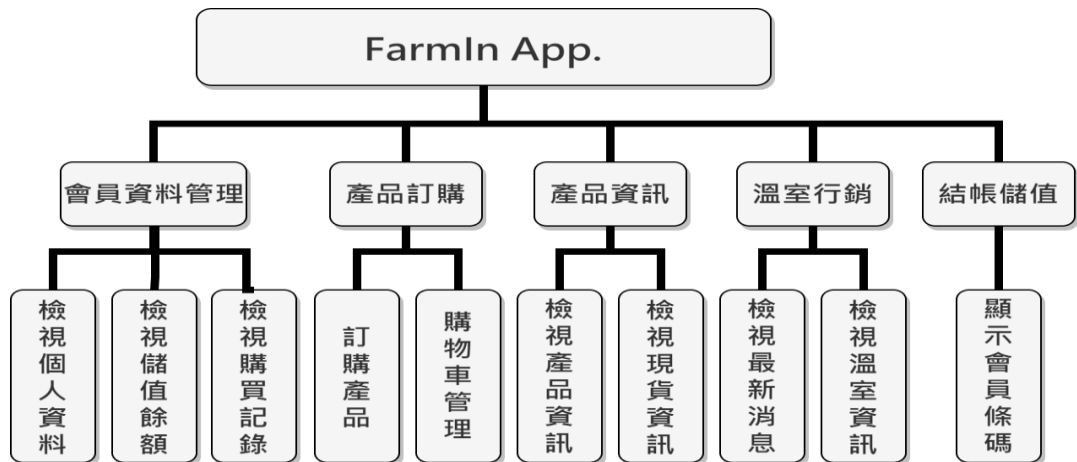 FarmIn App.
會員資料管理
產品訂購
產品資訊
溫室行銷
結帳儲值
檢視個人資料
檢視儲值餘額
檢視購買記錄
訂購產品
購物車管理
檢視產品資訊
檢視現貨資訊
檢視最新消息
檢視溫室資訊
顯示會員條碼